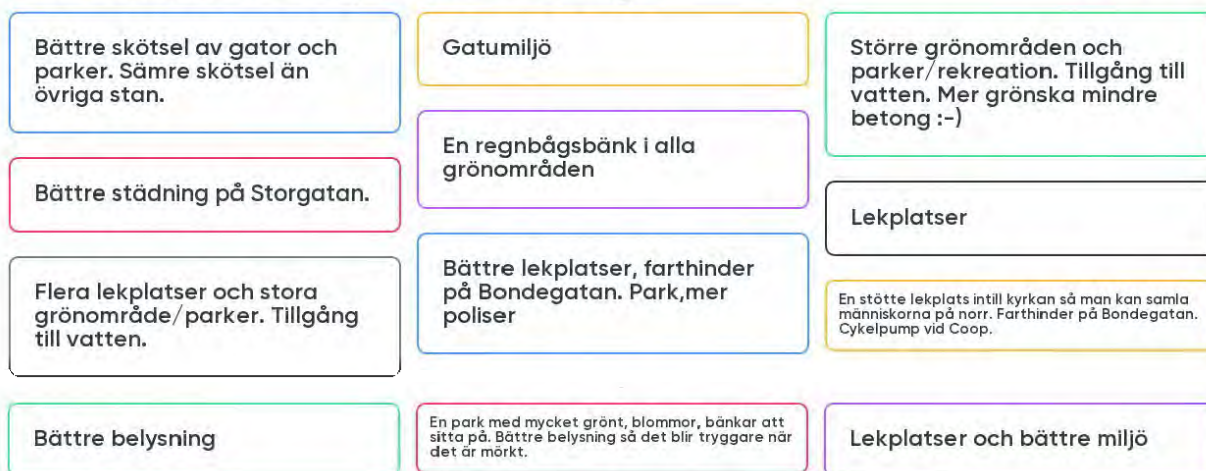 Bättre skötsel av gator och
parker. Sämre skötsel än
övriga stan.
Bättre städning på Storgatan.
Flera lekplatser och stora
grönområde/parker. Tillgång
till vatten.
Bättre belysning
Gatumiljö
En regnbågsbänk i alla
grönområden
Bättre lekplatser, farthinder
på Bondegatan. Park,mer
poliser
En park med mycket grönt, blommor, bänkar att
sitta på. Bättre belysning så det blir tryggare när
det är mörkt.
Större grönområden och
parker/rekreation. Tillgång till
vatten. Mer grönska mindre
betong :-)
Lekplatser
En stötte lekplats intill kyrkan så man kan samla
människorna på norr. Farthinder på Bondegatan.
Cykelpump vid Coop.
Lekplatser och bättre miljö